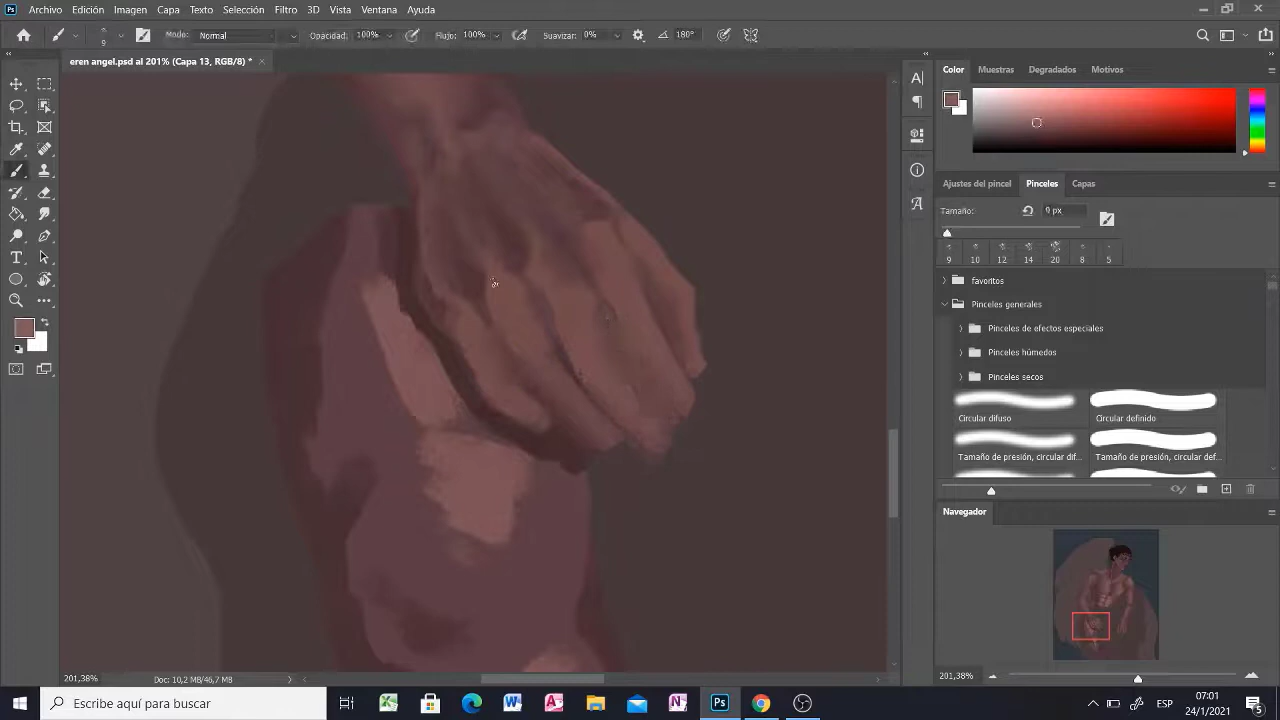 Ps Archivo Edición Imagen Capa Texto Selección Filtro 3D Vista Ventana Ayuda
9 Modo: Normal Opacidad: 100% Flujo: 100% Suavizar: 0% 180°
eren angel.psd al 201% (Capa 13, RGB/8) *
Color Muestras Degradados Motivos
Ajustes del pincel Pinceles Capas
Tamaño: 9 px
9 10 12 14 20 8 5
favoritos
Pinceles generales
Pinceles de efectos especiales
Pinceles húmedos
Pinceles secos
Circular difuso Circular definido
Tamaño de presión, circular dif... Tamaño de presión, circular def...
Navegador
201,38%
201,38% Doc: 10,2 MB/46,7 MB
Escribe aquí para buscar
ESP
07:01
24/1/2021
5